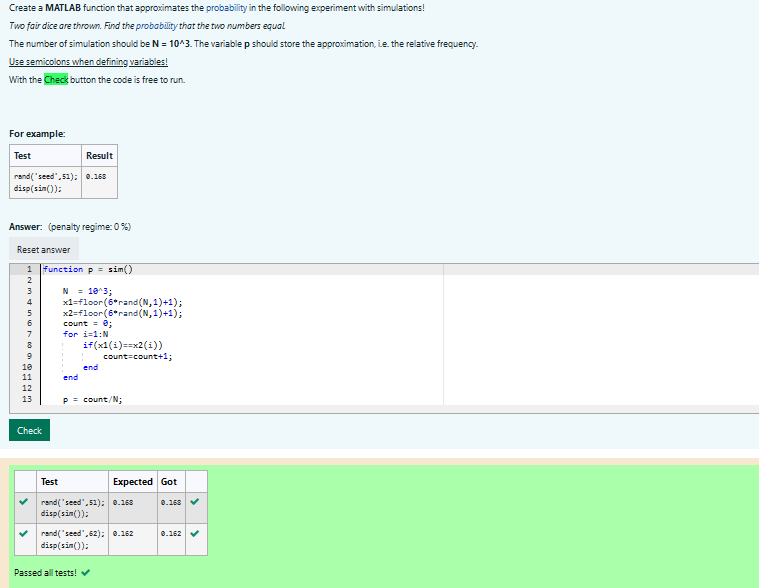 Create a MATLAB function that approximates the probability in the following experiment with simulations!
Two fair dice are thrown. Find the probability that the two numbers equal.
The number of simulation should be N = 10^3. The variable p should store the approximation, i.e. the relative frequency.
Use semicolons when defining variables!
With the Check button the code is free to run.
For example:
Test Result
rand('seed',51); 0.168
disp(sim());
Answer: (penalty regime: 0 %)
Reset answer
1 function p = sim()
2
3 N = 10^3;
4 x1=floor(6*rand(N,1)+1);
5 x2=floor(6*rand(N,1)+1);
6 count = 0;
7 for i=1:N
8 if(x1(i)==x2(i))
9 count=count+1;
10 end
11 end
12
13 p = count/N;
Check
Test Expected Got
rand('seed',51); 0.168 0.168
disp(sim());
rand('seed',62); 0.162 0.162
disp(sim());
Passed all tests!